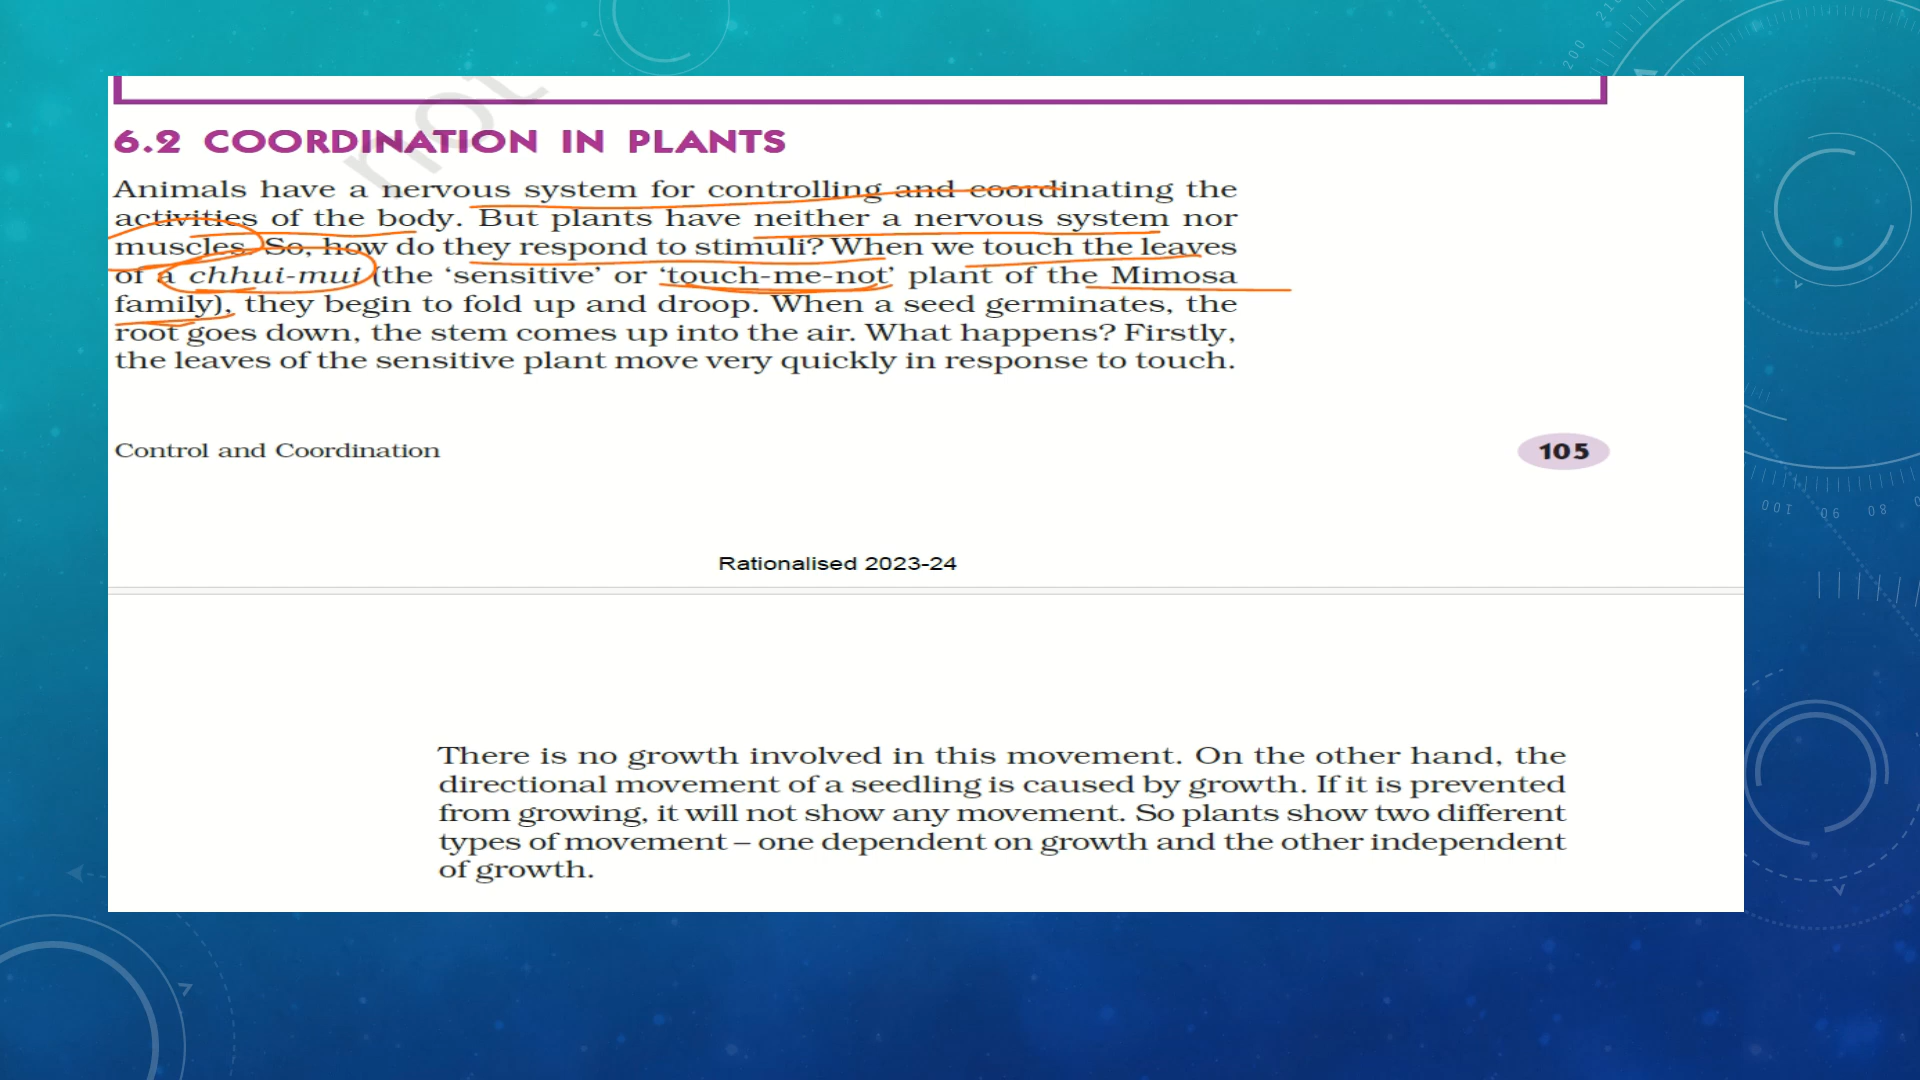 not
6.2 COORDINATION IN PLANTS
Animals have a nervous system for controlling and coordinating the
activities of the body. But plants have neither a nervous system nor
muscles. So, how do they respond to stimuli? When we touch the leaves
of a chhui-mui (the ‘sensitive’ or ‘touch-me-not’ plant of the Mimosa
family), they begin to fold up and droop. When a seed germinates, the
root goes down, the stem comes up into the air. What happens? Firstly,
the leaves of the sensitive plant move very quickly in response to touch.
Control and Coordination
105
Rationalised 2023-24
There is no growth involved in this movement. On the other hand, the
directional movement of a seedling is caused by growth. If it is prevented
from growing, it will not show any movement. So plants show two different
types of movement – one dependent on growth and the other independent
of growth.
200
210
100
90
80